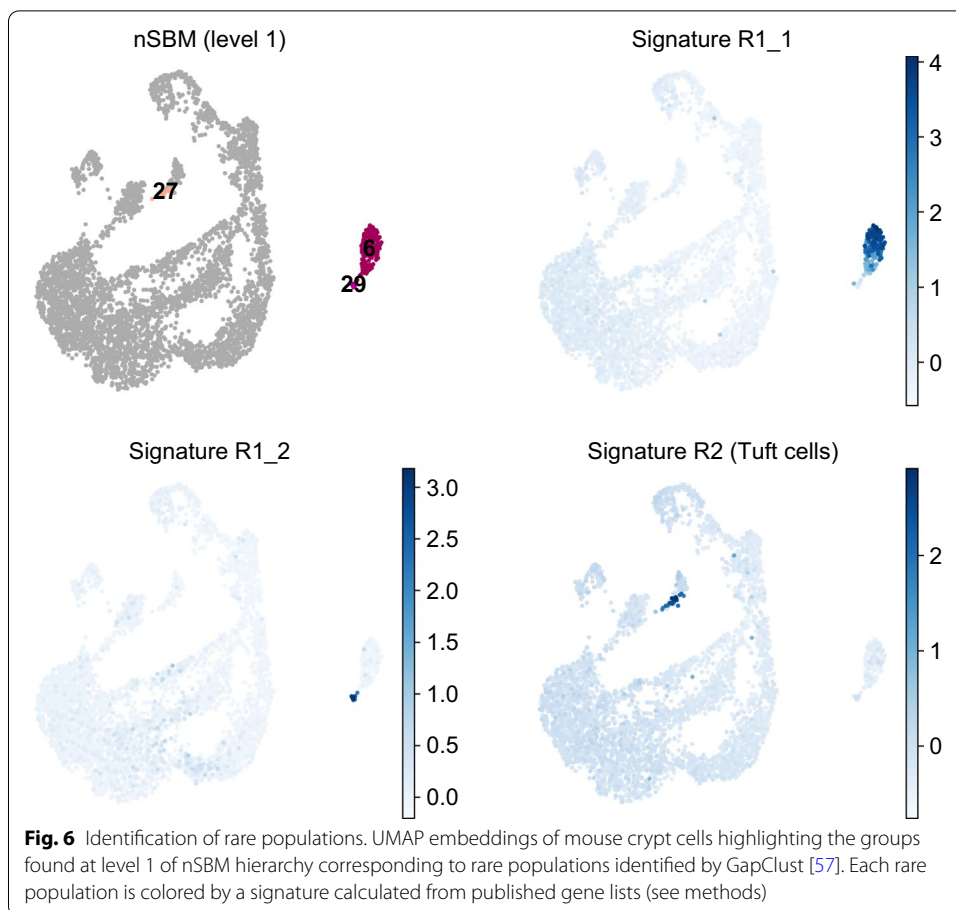 nSBM (level 1)
Signature R1_1
27
6
29
4
3
2
1
0
Signature R1_2
Signature R2 (Tuft cells)
3.0
2.5
2.0
1.5
1.0
0.5
0.0
2
1
0
Fig. 6 Identification of rare populations. UMAP embeddings of mouse crypt cells highlighting the groups
found at level 1 of nSBM hierarchy corresponding to rare populations identified by GapClust [57]. Each rare
population is colored by a signature calculated from published gene lists (see methods)